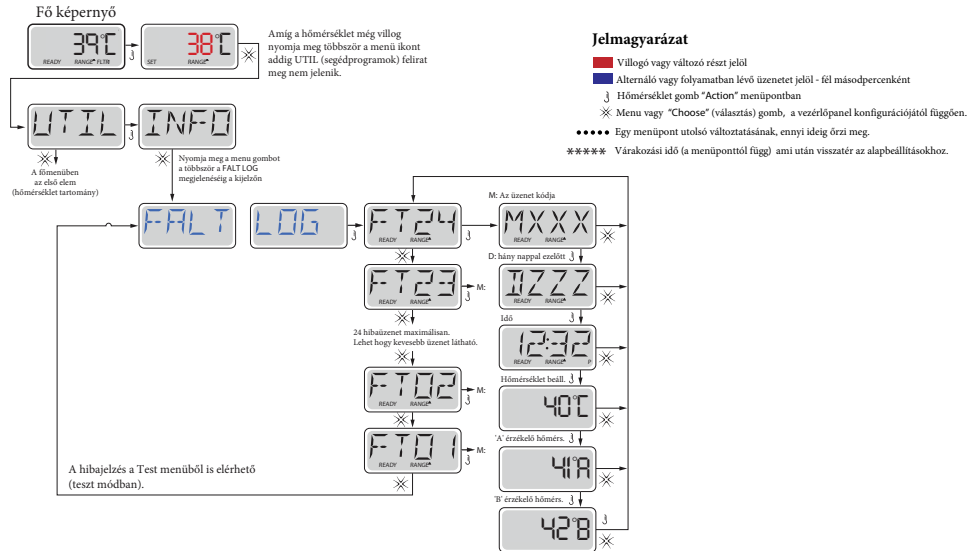 Fő képernyő
39°C
READY RANGE▲ FLTR
38°C
SET RANGE▲
Amíg a hőmérséklet még villog
nyomja meg többször a menü ikont
addig UTIL (segédprogramok) felirat
meg nem jelenik.
Jelmagyarázat
Villogó vagy változó részt jelöl
Alternáló vagy folyamatban lévő üzenetet jelöl - fél másodpercenként
Hőmérséklet gomb "Action" menüpontban
Menu vagy "Choose" (választás) gomb, a vezérlőpanel konfigurációjától függően.
••••• Egy menüpont utolsó változtatásának, ennyi ideig őrzi meg.
***** Várakozási idő (a menüponttól függ) ami után visszatér az alapbeállításokhoz.
UTIL
INFO
A főmenüben
az első elem
(hőmérséklet tartomány)
Nyomja meg a menu gombot
a többször a FALT LOG
megjelenéséig a kijelzőn
FALT
LOG
FT24
READY RANGE▲
M: Az üzenet kódja
MXXX
READY RANGE▲
FT23
READY RANGE▲
M:
D: hány nappal ezelőtt
DZZZ
READY RANGE▲
24 hibaüzenet maximálisan.
Lehet hogy kevesebb üzenet látható.
Idő
12:32
READY RANGE▲ P
FT02
READY RANGE▲
M:
Hőmérséklet beáll.
40°C
FT01
READY RANGE▲
M:
'A' érzékelő hőmérs.
41°A
A hibajelzés a Test menüből is elérhető
(teszt módban).
'B' érzékelő hőmérs.
42°B